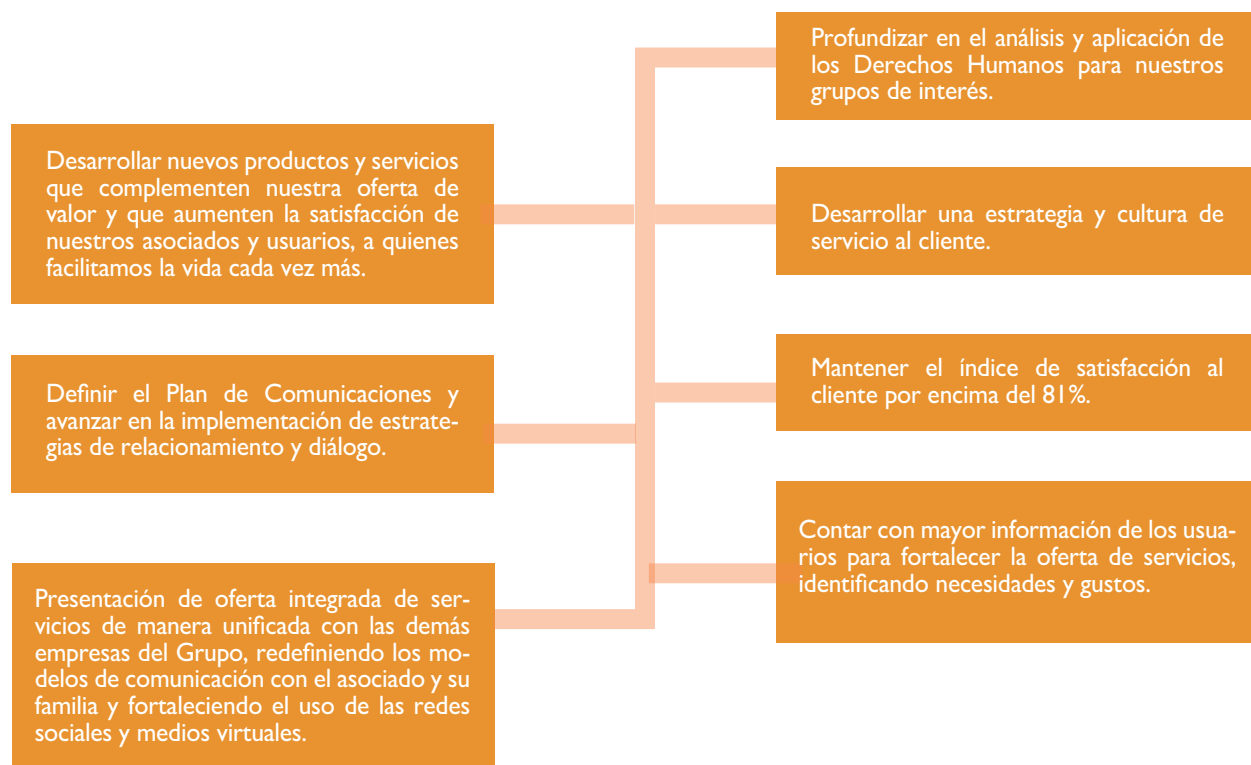 Profundizar en el análisis y aplicación de
los Derechos Humanos para nuestros
grupos de interés.
Desarrollar nuevos productos y servicios
que complementen nuestra oferta de
valor y que aumenten la satisfacción de
nuestros asociados y usuarios, a quienes
facilitamos la vida cada vez más.
Desarrollar una estrategia y cultura de
servicio al cliente.
Definir el Plan de Comunicaciones y
avanzar en la implementación de estrate-
gias de relacionamiento y diálogo.
Mantener el índice de satisfacción al
cliente por encima del 81%.
Contar con mayor información de los usua-
rios para fortalecer la oferta de servicios,
identificando necesidades y gustos.
Presentación de oferta integrada de ser-
vicios de manera unificada con las demás
empresas del Grupo, redefiniendo los mo-
delos de comunicación con el asociado y su
familia y fortaleciendo el uso de las redes
sociales y medios virtuales.